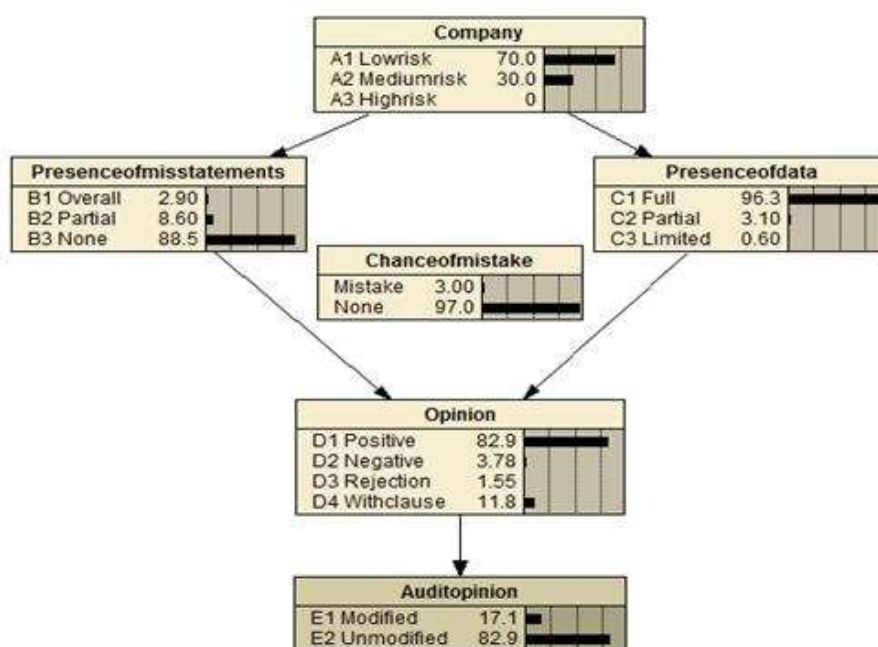 Company
A1 Lowrisk 70.0
A2 Mediumrisk 30.0
A3 Highrisk 0
Presenceofmisstatements
B1 Overall 2.90
B2 Partial 8.60
B3 None 88.5
Presenceofdata
C1 Full 96.3
C2 Partial 3.10
C3 Limited 0.60
Chanceofmistake
Mistake 3.00
None 97.0
Opinion
D1 Positive 82.9
D2 Negative 3.78
D3 Rejection 1.55
D4 Withclause 11.8
Auditopinion
E1 Modified 17.1
E2 Unmodified 82.9